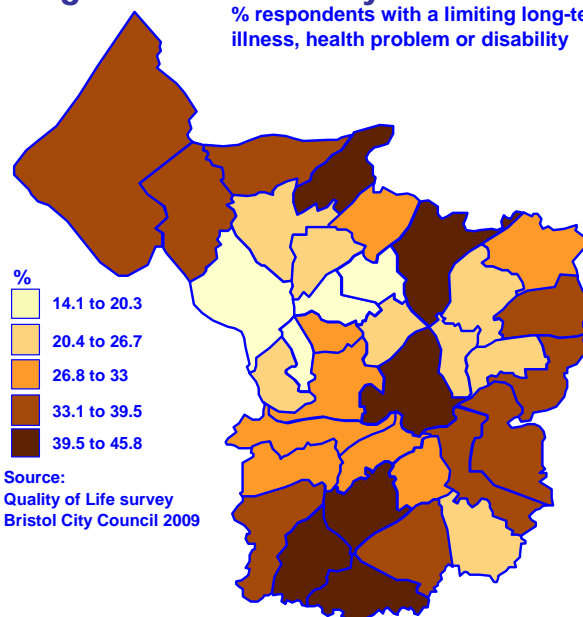 % respondents with a limiting long-te
illness, health problem or disability
%
14.1 to 20.3
20.4 to 26.7
26.8 to 33
33.1 to 39.5
39.5 to 45.8
Source:
Quality of Life survey
Bristol City Council 2009